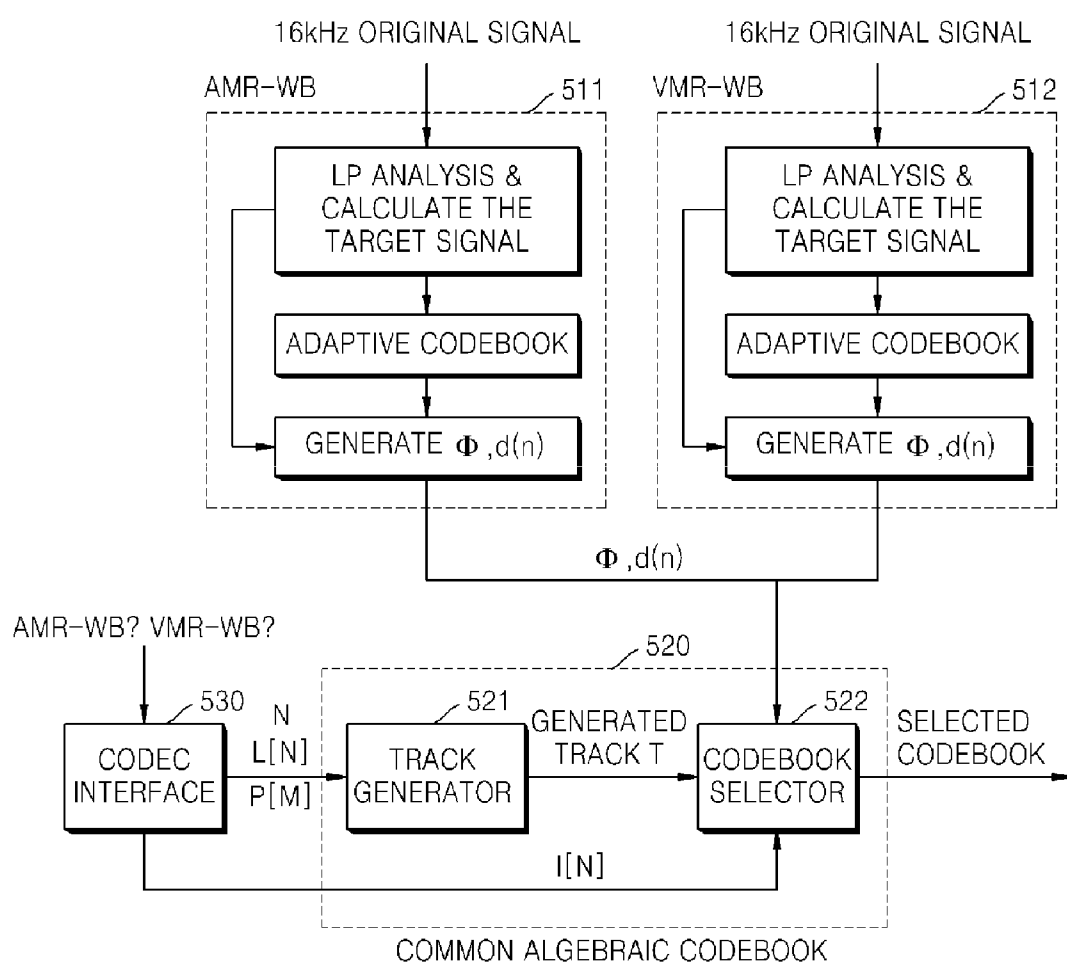 16kHz ORIGINAL SIGNAL
16kHz ORIGINAL SIGNAL
AMR-WB
511
VMR-WB
512
LP ANALYSIS &
CALCULATE THE
TARGET SIGNAL
LP ANALYSIS &
CALCULATE THE
TARGET SIGNAL
ADAPTIVE CODEBOOK
ADAPTIVE CODEBOOK
GENERATE Φ ,d(n)
GENERATE Φ ,d(n)
Φ ,d(n)
AMR-WB? VMR-WB?
520
530
N
L[N]
P[M]
521
GENERATED
TRACK T
522
SELECTED
CODEBOOK
CODEC
INTERFACE
TRACK
GENERATOR
CODEBOOK
SELECTOR
I[N]
COMMON ALGEBRAIC CODEBOOK